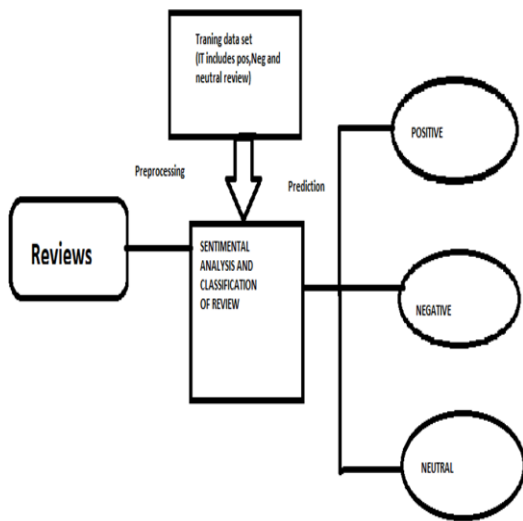 Traning data set
(IT includes pos,Neg and
neutral review)
Preprocessing
Prediction
Reviews
SENTIMENTAL
ANALYSIS AND
CLASSIFICATION
OF REVIEW
POSITIVE
NEGATIVE
NEUTRAL